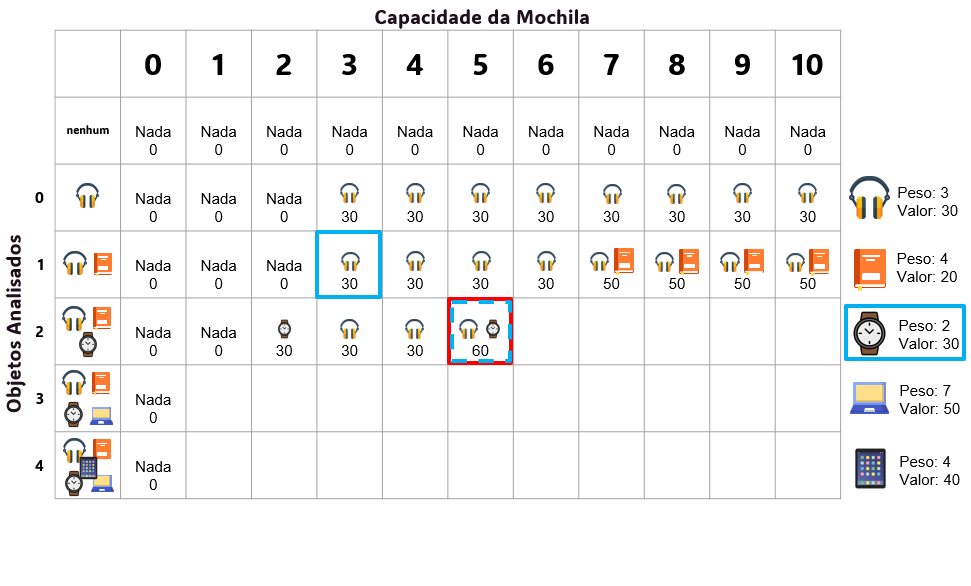 Capacidade da Mochila
0 1 2 3 4 5 6 7 8 9 10
nenhum
Nada Nada Nada Nada Nada Nada Nada Nada Nada Nada Nada
0 0 0 0 0 0 0 0 0 0 0
Objetos Analisados
0
Nada Nada Nada
0 0 0 30 30 30 30 30 30 30 30
1
Nada Nada Nada
0 0 0 30 30 30 30 50 50 50 50
2
Nada Nada
0 0 30 30 30 60
3
Nada
0
4
Nada
0
Peso: 3
Valor: 30
Peso: 4
Valor: 20
Peso: 2
Valor: 30
Peso: 7
Valor: 50
Peso: 4
Valor: 40